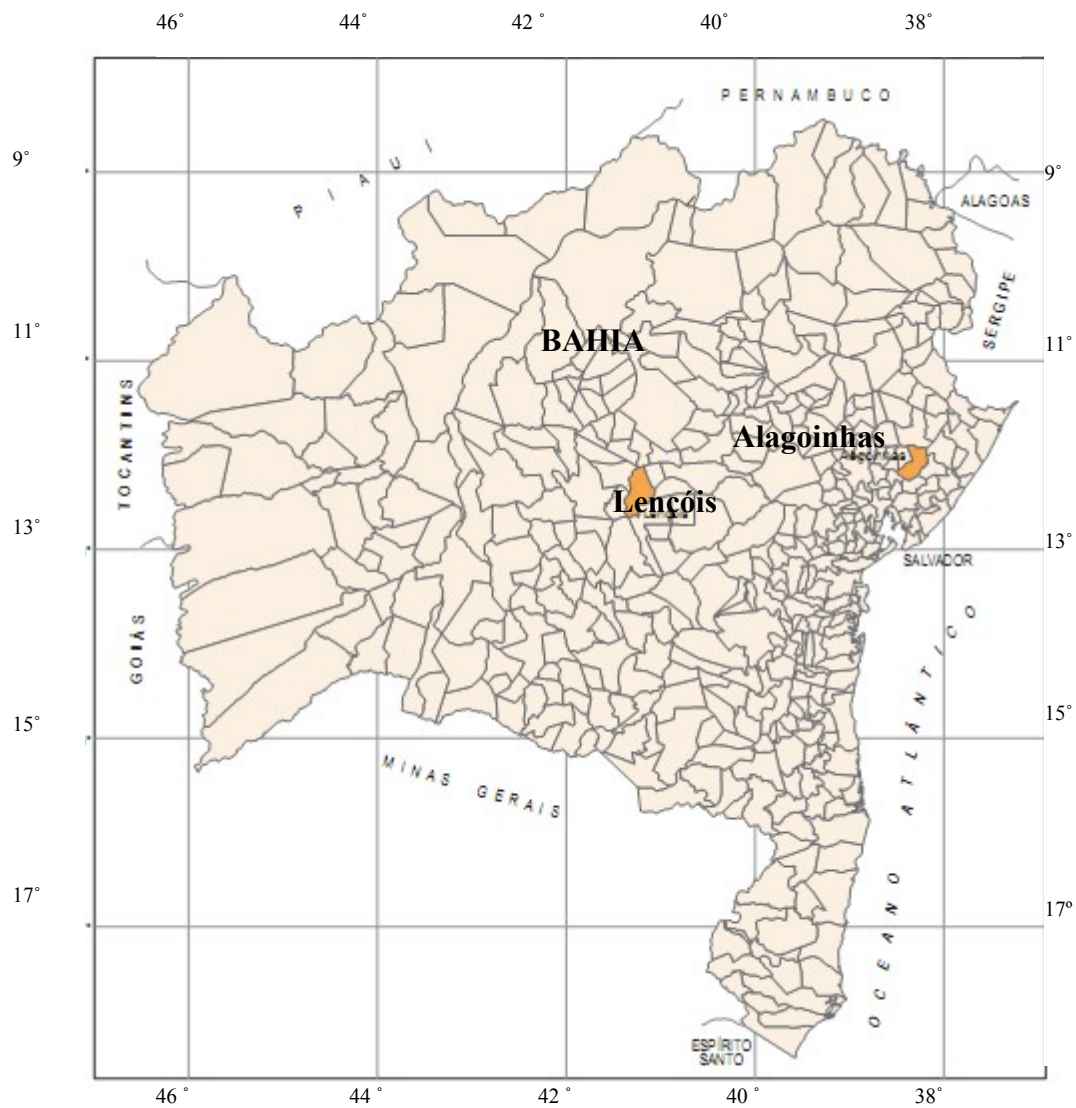 46˚ 44˚ 42˚ 40˚ 38˚
PERNAMBUCO
9˚ 9˚
PIAUI
ALAGOAS
SERGIPE
11˚ 11˚
BAHIA
TOCANTINS
Alagoinhas
Alagoinhas
Lençóis
13˚ 13˚
SALVADOR
GOIÁS
15˚ 15˚
MINAS GERAIS
OCEANO ATLÂNTICO
17˚ 17º
ESPÍRITO
SANTO
46˚ 44˚ 42˚ 40˚ 38˚